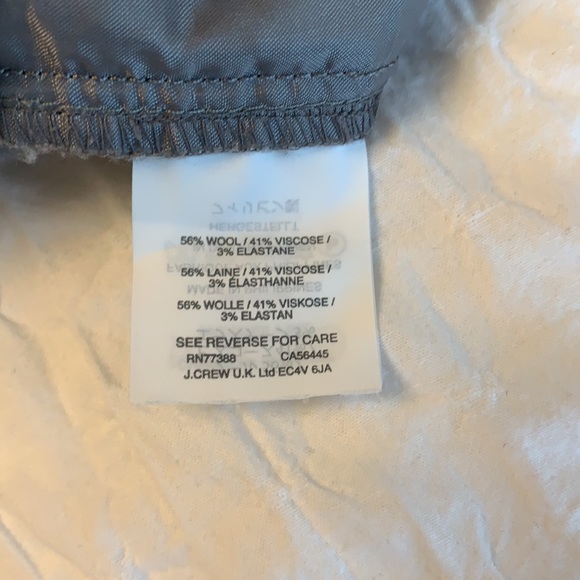 56% WOOL / 41% VISCOSE /
3% ELASTANE
56% LAINE / 41% VISCOSE /
3% ÉLASTHANNE
56% WOLLE / 41% VISKOSE /
3% ELASTAN
SEE REVERSE FOR CARE
RN77388 CA56445
J.CREW U.K. Ltd EC4V 6JA